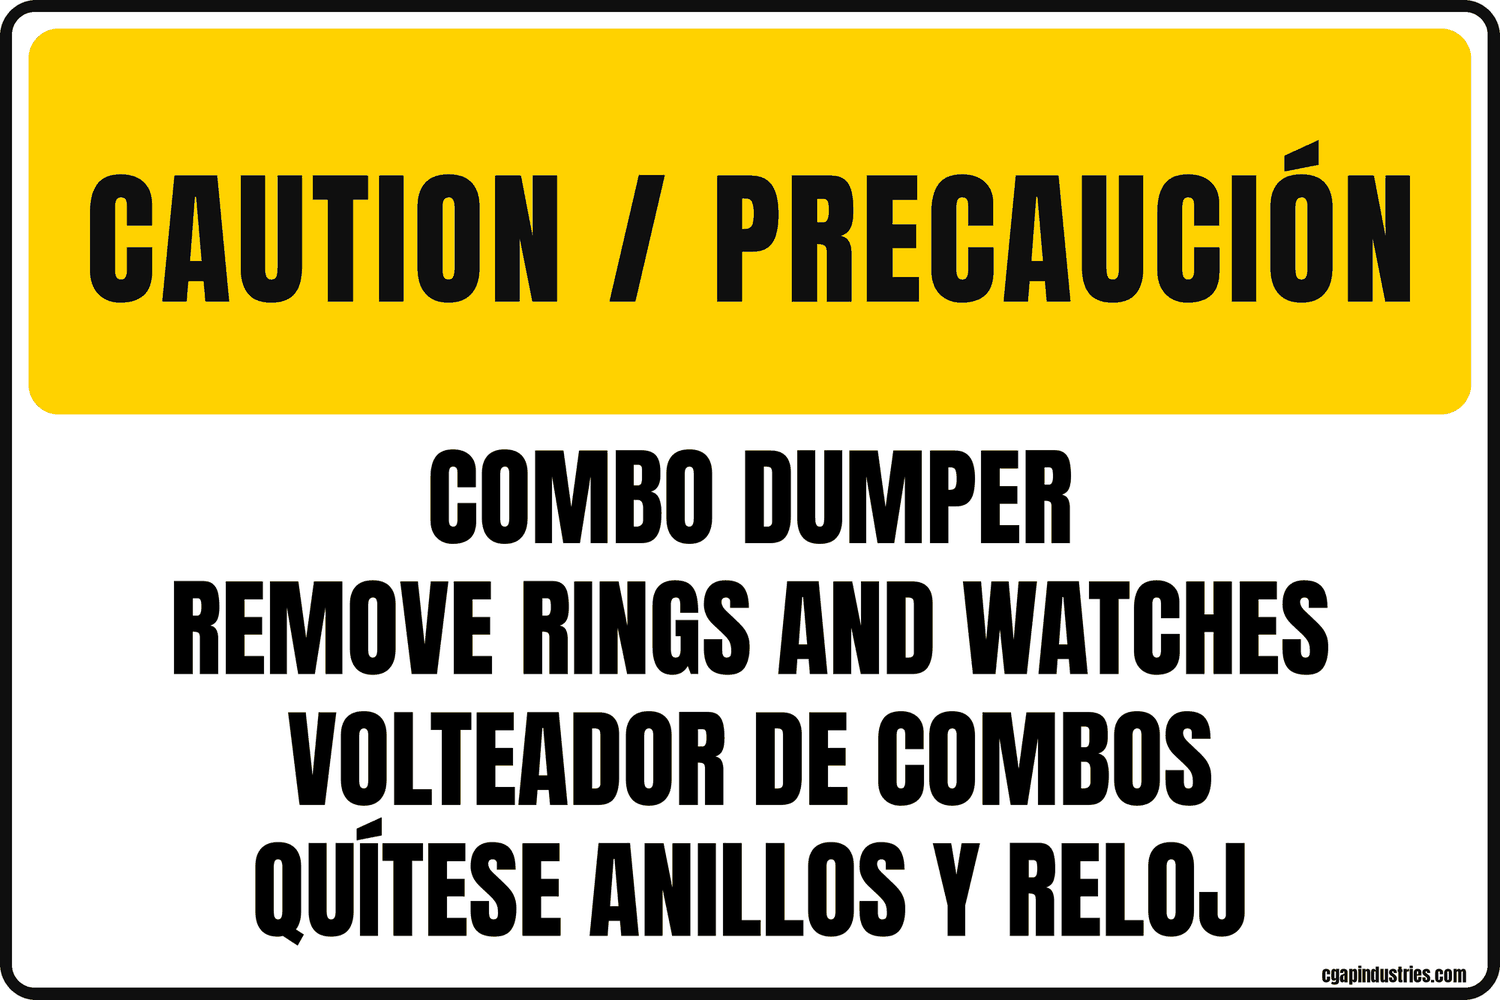 CAUTION / PRECAUCIÓN
COMBO DUMPER
REMOVE RINGS AND WATCHES
VOLTEADOR DE COMBOS
QUÍTESE ANILLOS Y RELOJ
cgapindustries.com